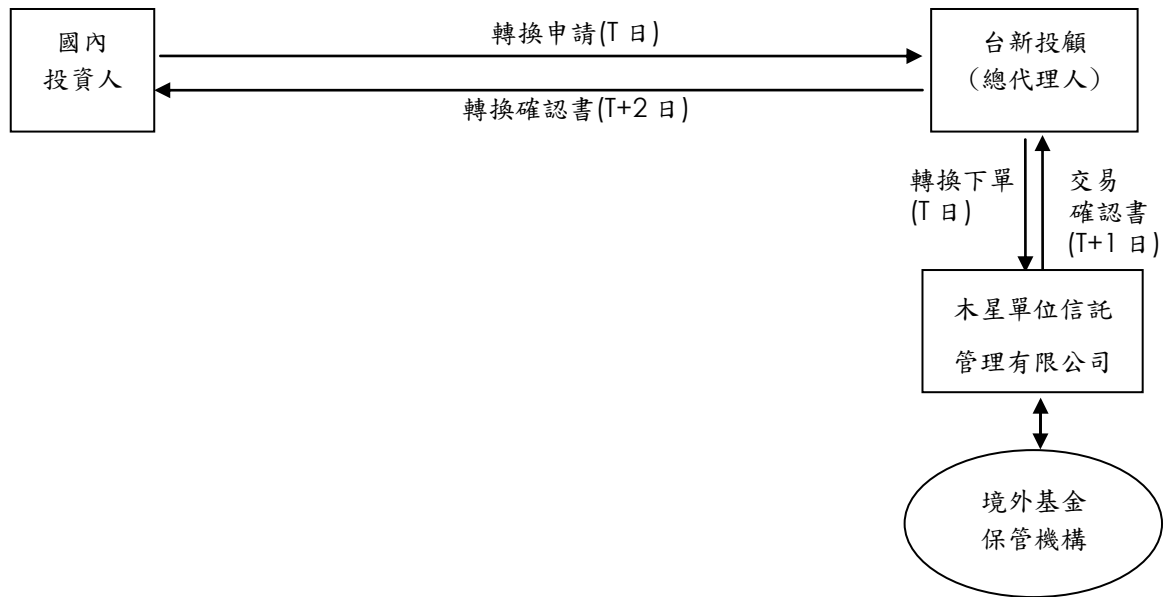 國內
投資人
轉換申請(T 日)
轉換確認書(T+2 日)
台新投顧
（總代理人）
轉換下單
(T 日)
交易
確認書
(T+1 日)
木星單位信託
管理有限公司
境外基金
保管機構